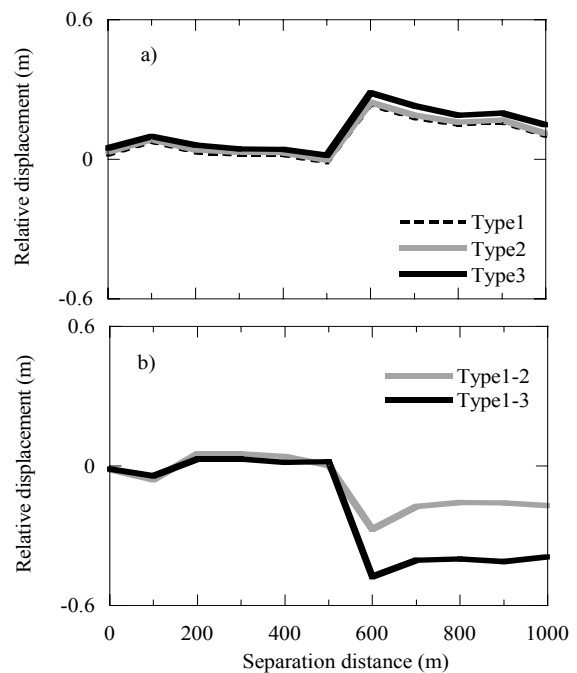 0.6
a)
Relative displacement (m)
0
Type1
Type2
Type3
-0.6
0.6
b)
Type1-2
Type1-3
Relative displacement (m)
0
-0.6
0 200 400 600 800 1000
Separation distance (m)